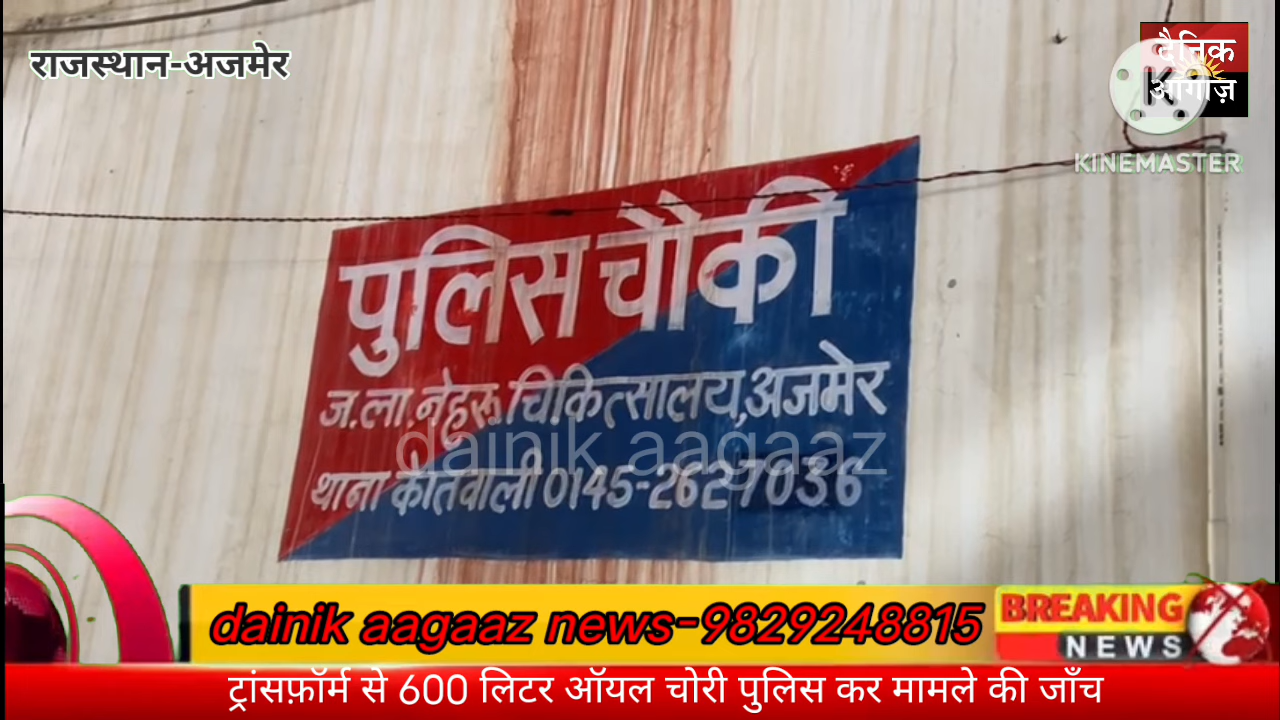 राजस्थान-अजमेर
दैनिक
आगाज़
K
KINEMASTER
पुलिस चौकी
ज.ला.नेहरू चिकित्सालय,अजमेर
dainik aagaaz
थाना कोतवाली 0145-2627036
dainik aagaaz news-9829248815
BREAKING
NEWS
ट्रांसफ़ॉर्म से 600 लिटर ऑयल चोरी पुलिस कर मामले की जाँच